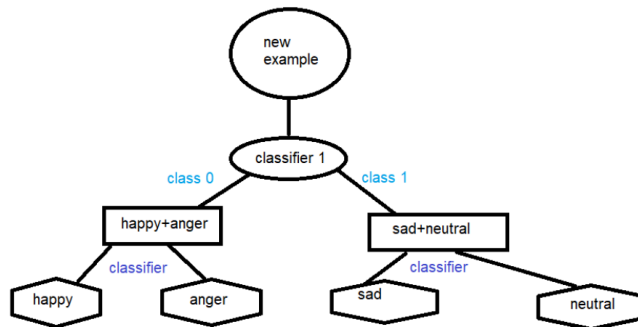 new
example
classifier 1
class 0
class 1
happy+anger
sad+neutral
classifier
classifier
happy
anger
sad
neutral